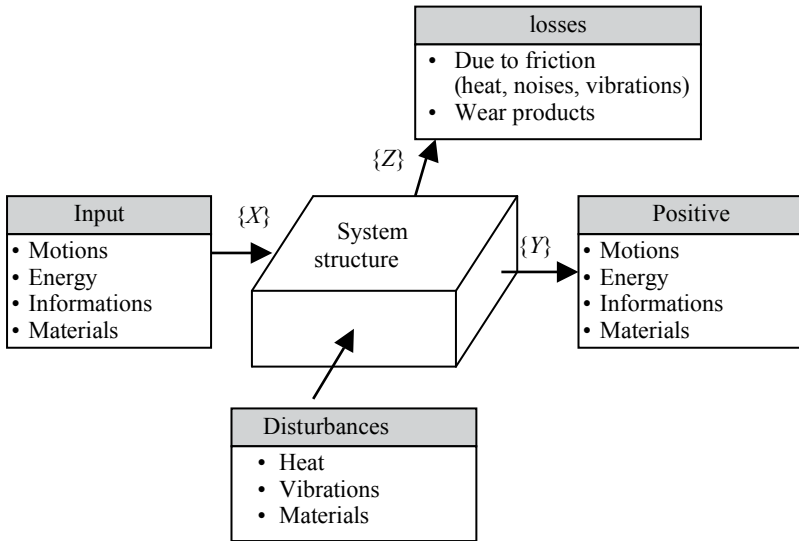 losses
• Due to friction
(heat, noises, vibrations)
• Wear products
{Z}
Input
• Motions
• Energy
• Informations
• Materials
{X}
System
structure
{Y}
Positive
• Motions
• Energy
• Informations
• Materials
Disturbances
• Heat
• Vibrations
• Materials